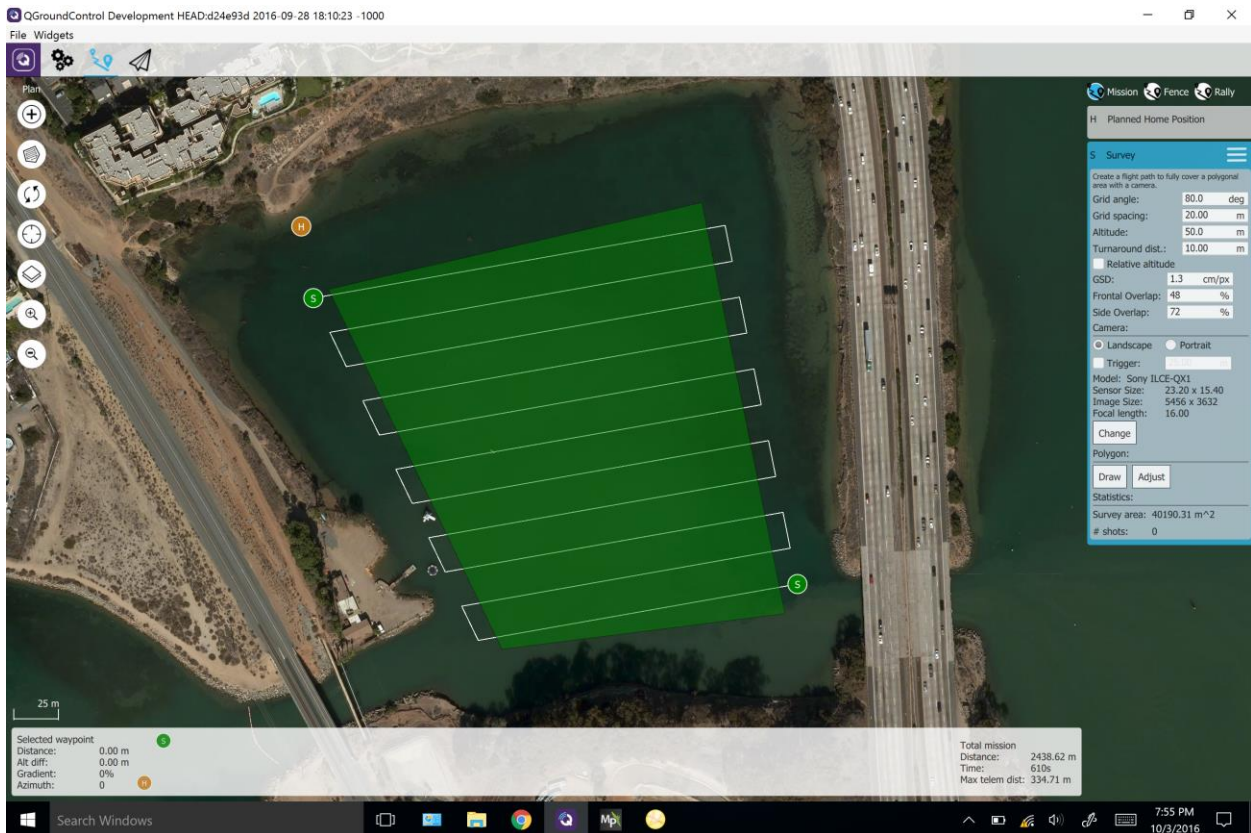 QGroundControl Development HEAD:d24e93d 2016-09-28 18:10:23 -1000
File Widgets
Plan
Mission Fence Rally
H Planned Home Position
S Survey
Create a flight path to fully cover a polygonal
area with a camera.
Grid angle: 80.0 deg
Grid spacing: 20.00 m
Altitude: 50.0 m
Turnaround dist.: 10.00 m
Relative altitude
GSD: 1.3 cm/px
Frontal Overlap: 48 %
Side Overlap: 72 %
Camera:
Landscape Portrait
Trigger: 25.00 m
Model: Sony ILCE-QX1
Sensor Size: 23.20 x 15.40
Image Size: 5456 x 3632
Focal length: 16.00
Change
Polygon:
Draw Adjust
Statistics:
Survey area: 40190.31 m^2
# shots: 0
H
S
S
25 m
Selected waypoint S
Distance: 0.00 m
Alt diff: 0.00 m
Gradient: 0%
Azimuth: 0 H
Total mission
Distance: 2438.62 m
Time: 610s
Max telem dist: 334.71 m
Search Windows
Mp
7:55 PM
10/3/2016